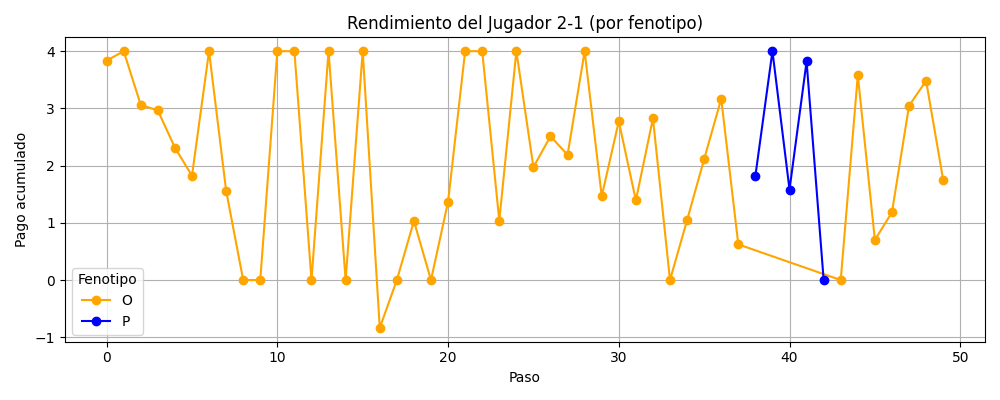 Rendimiento del Jugador 2-1 (por fenotipo)
Pago acumulado
4
3
2
1
0
−1
Fenotipo
O
P
0
10
20
30
40
50
Paso